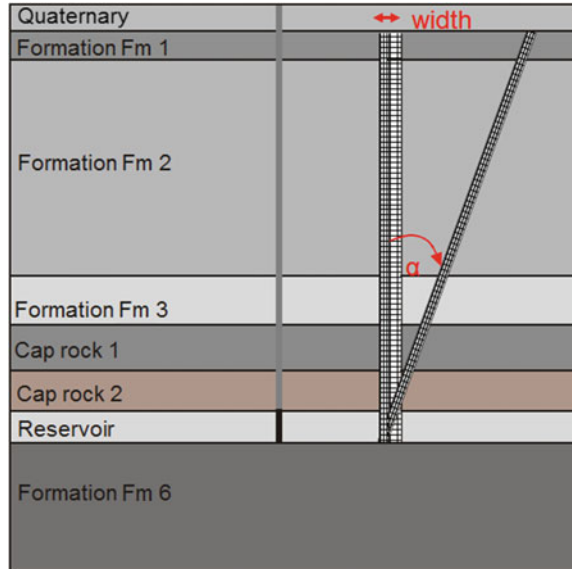 Quaternary
width
Formation Fm 1
Formation Fm 2
α
Formation Fm 3
Cap rock 1
Cap rock 2
Reservoir
Formation Fm 6